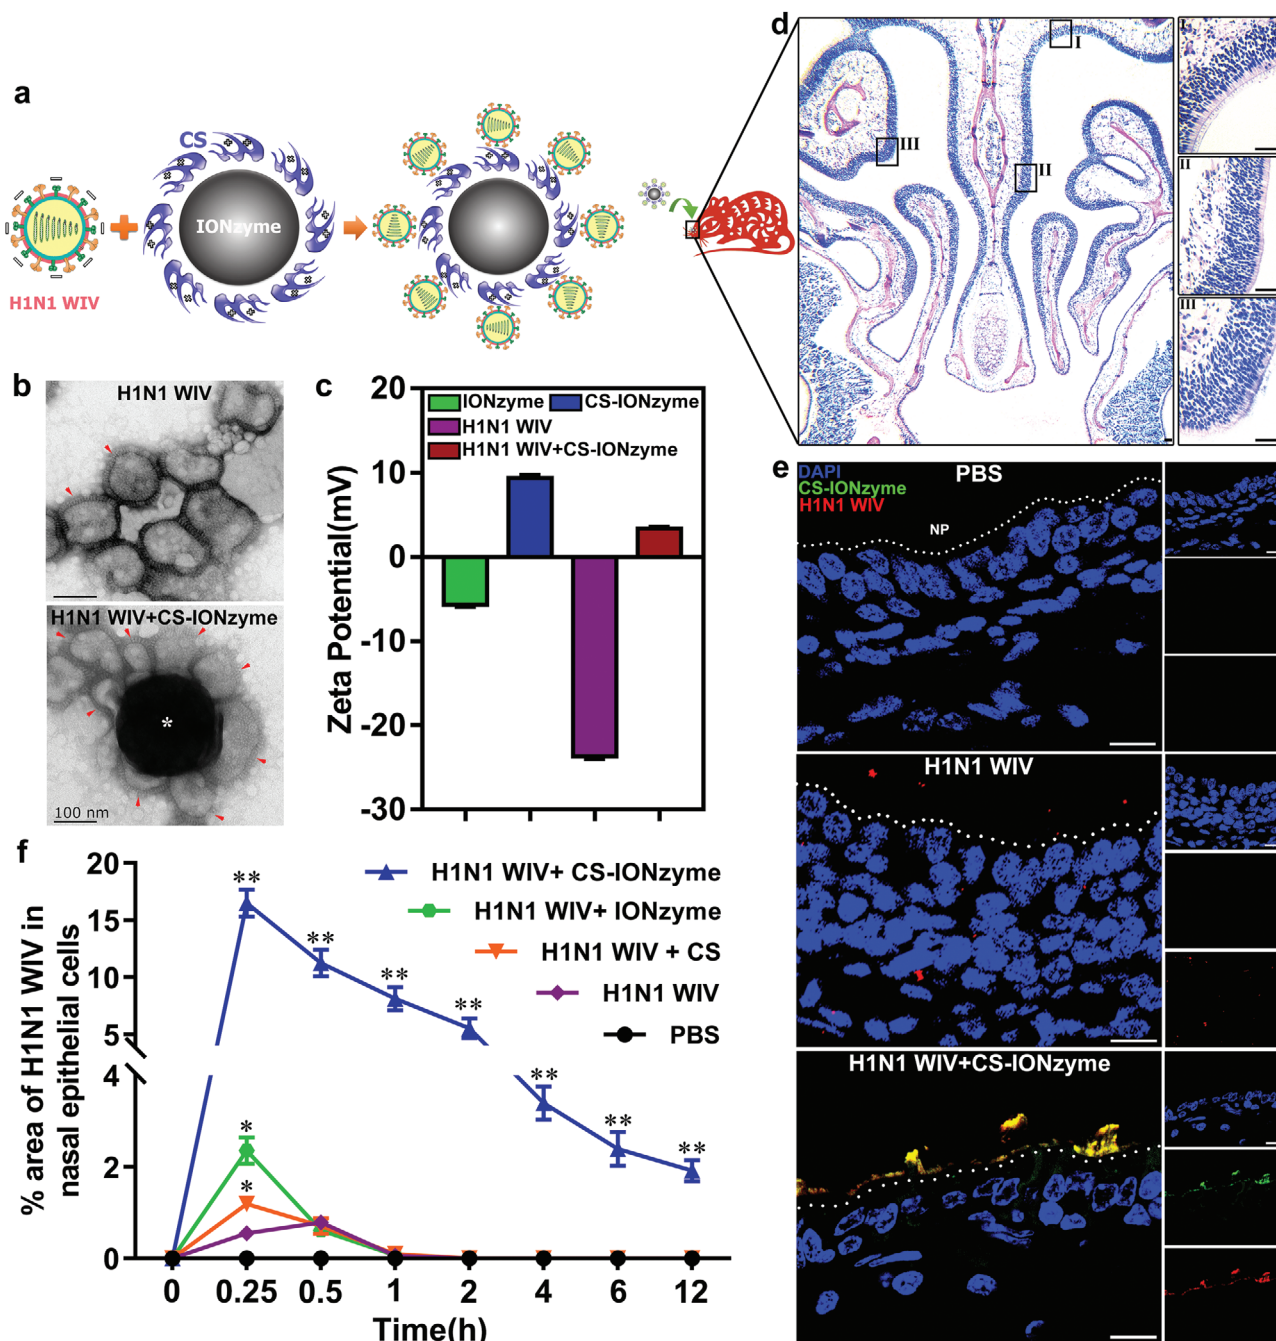 a
CS
IONzyme
H1N1 WIV
d
I
II
III
I
II
III
b
H1N1 WIV
H1N1 WIV+CS-IONzyme
*
100 nm
c
20
10
0
-10
-20
-30
Zeta Potential(mV)
IONzyme
CS-IONzyme
H1N1 WIV
H1N1 WIV+CS-IONzyme
e
DAPI
CS-IONzyme
H1N1 WIV
PBS
NP
H1N1 WIV
H1N1 WIV+CS-IONzyme
f
% area of H1N1 WIV in
nasal epithelial cells
20
15
10
5
4
2
0
** ** ** ** ** ** **
*
*
H1N1 WIV+ CS-IONzyme
H1N1 WIV+ IONzyme
H1N1 WIV + CS
H1N1 WIV
PBS
0 0.25 0.5 1 2 4 6 12
Time(h)